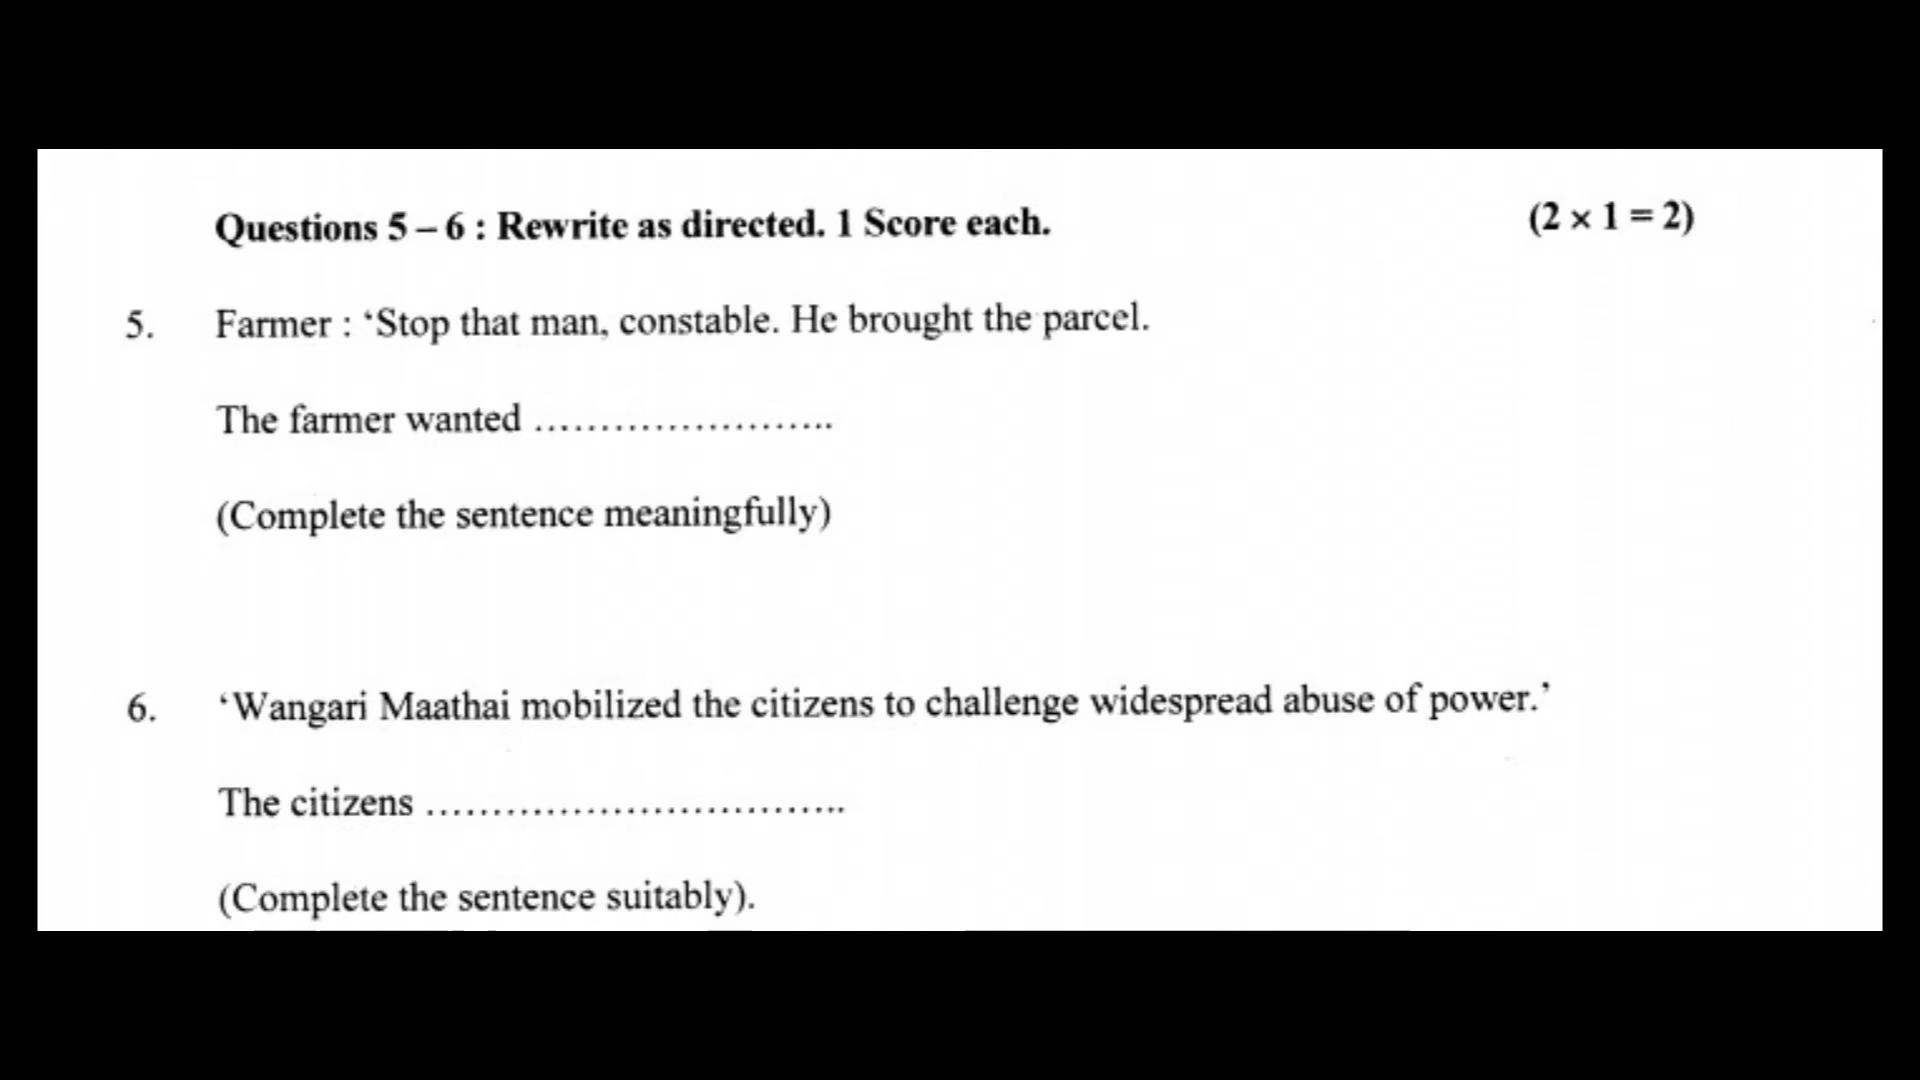 Questions 5 – 6 : Rewrite as directed. 1 Score each. (2 × 1 = 2)
5. Farmer : ‘Stop that man, constable. He brought the parcel.
The farmer wanted ........................
(Complete the sentence meaningfully)
6. ‘Wangari Maathai mobilized the citizens to challenge widespread abuse of power.’
The citizens .................................
(Complete the sentence suitably).